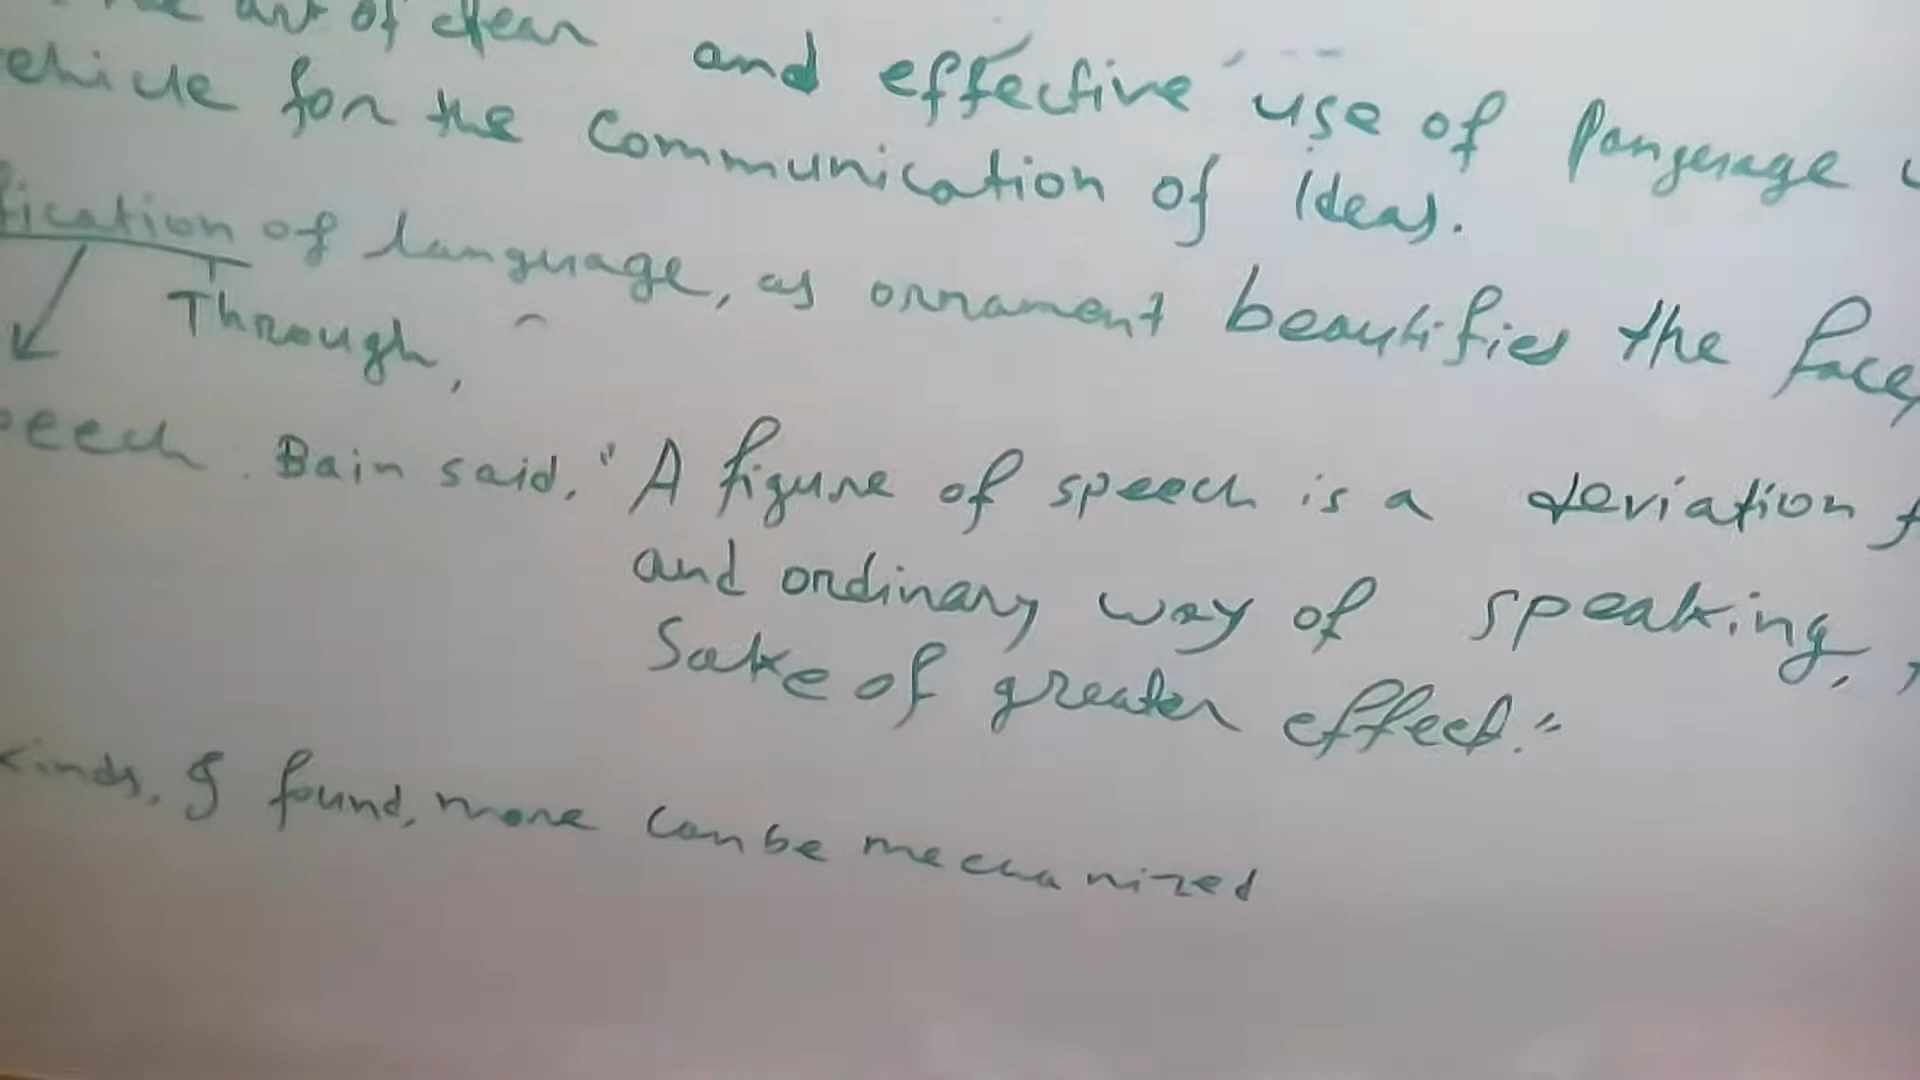 art of clear and effective use of language
ehicle for the communication of Ideas.
fication of language, as ornament beautifies the face,
Through,
peech. Bain said, "A figure of speech is a deviation f
and ordinary way of speaking,
Sake of greater effect."
kinds, & found, more can be mechanized